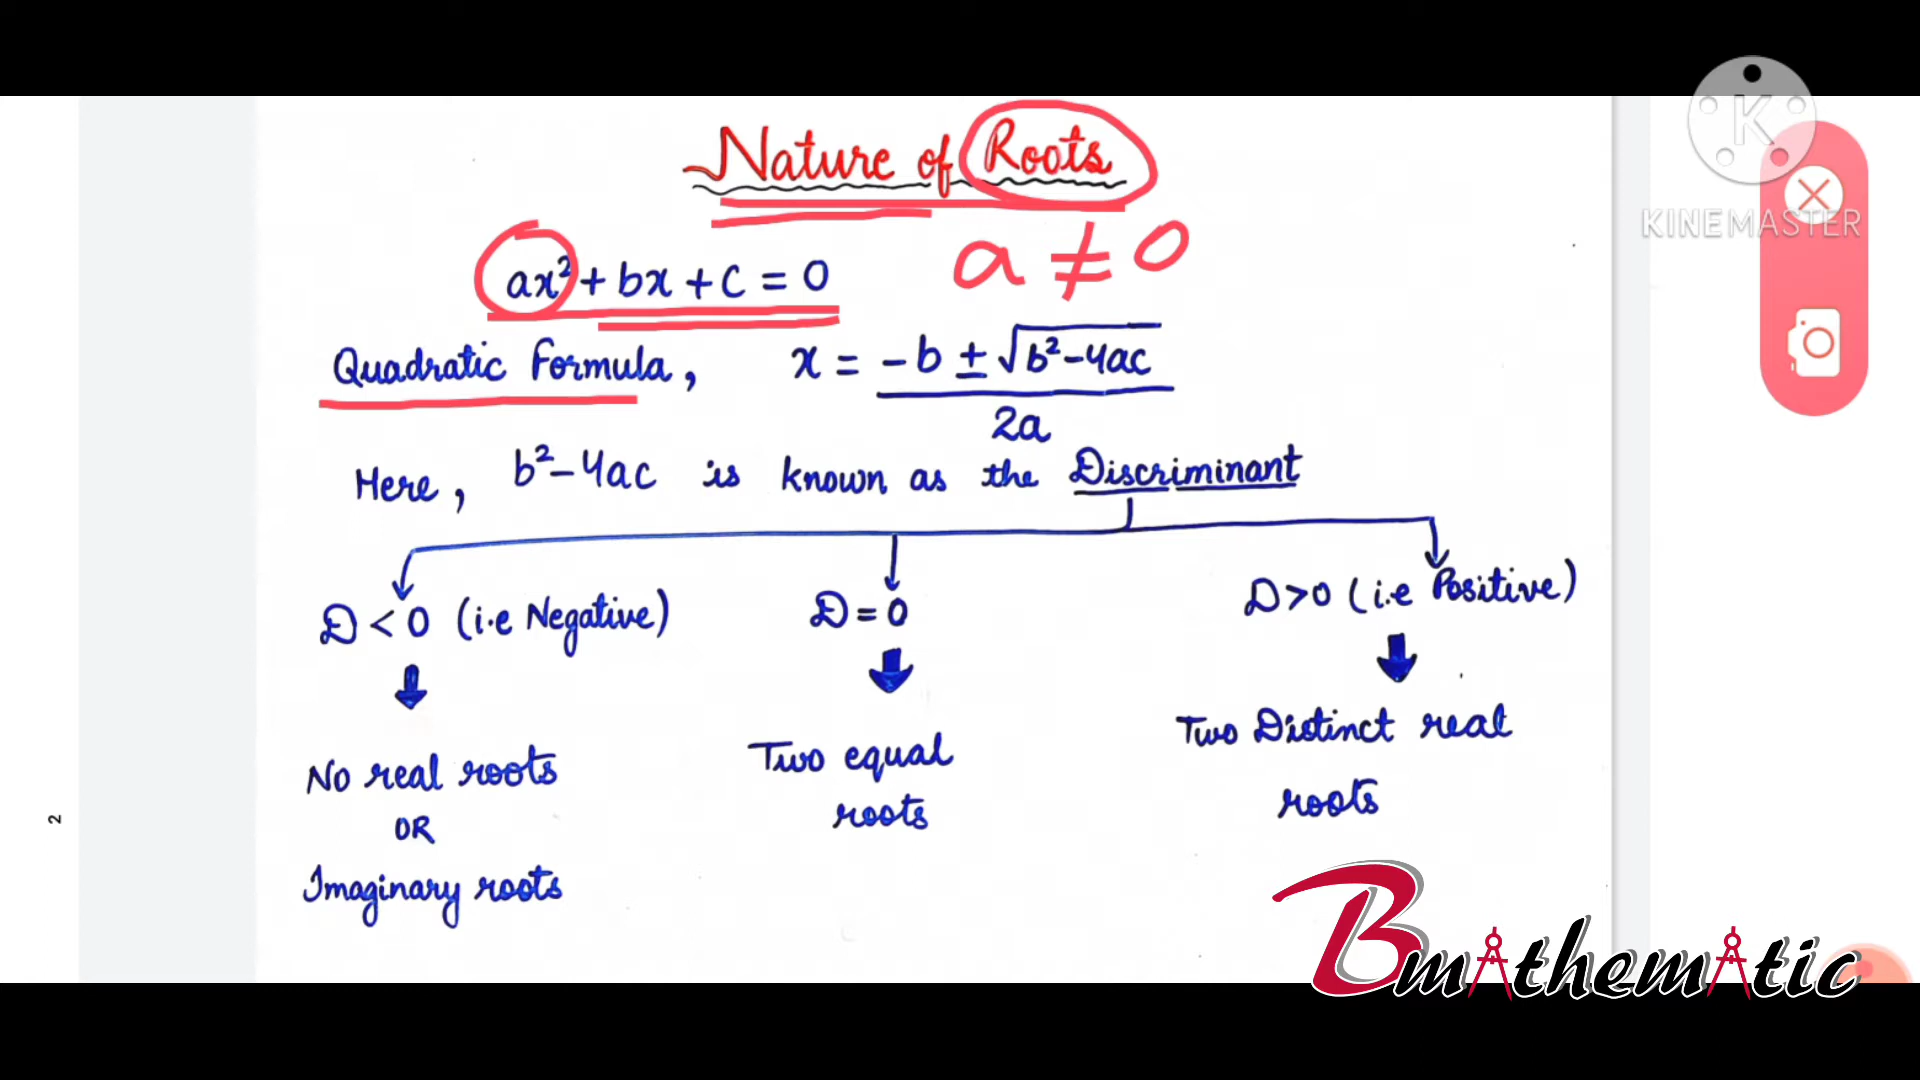 Nature of Roots
ax² + bx + c = 0
a ≠ 0
Quadratic Formula, x = -b ± √b²-4ac
2a
Here, b²-4ac is known as the Discriminant
D < 0 (i.e Negative)
D = 0
D > 0 (i.e Positive)
No real roots
OR
Imaginary roots
Two equal
roots
Two Distinct real
roots
2
K
KINEMASTER
Bmathematic